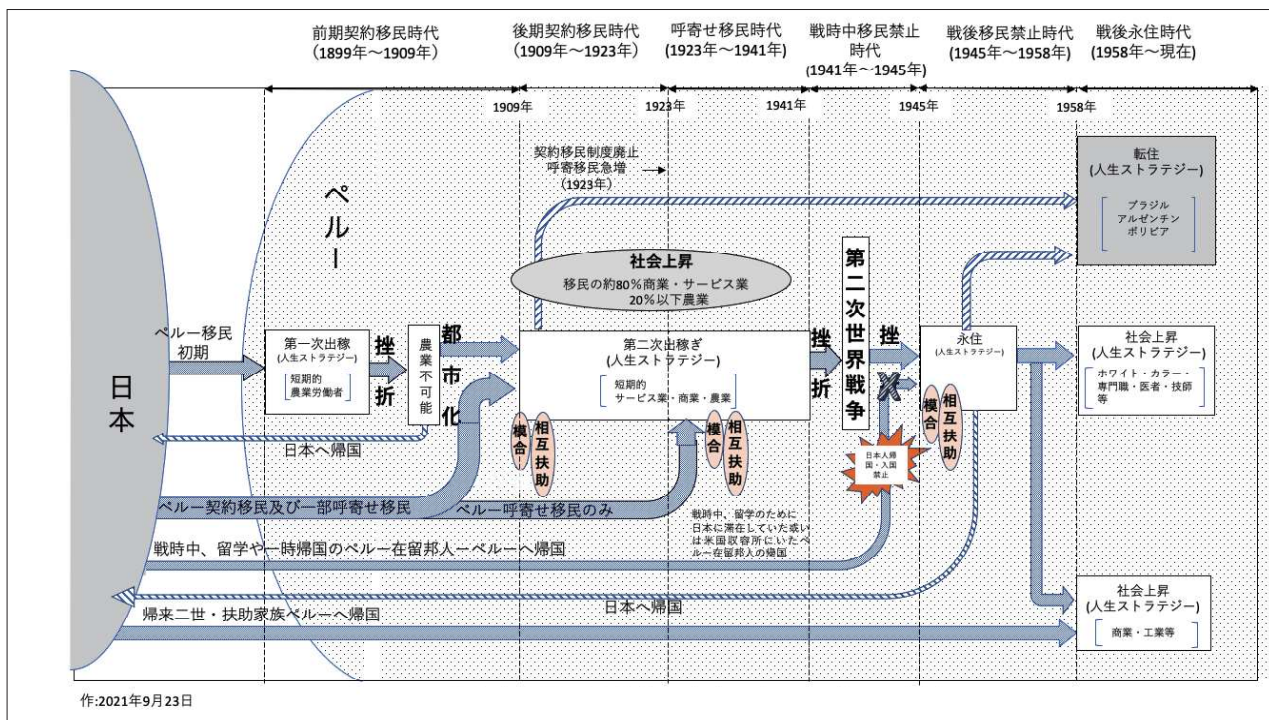 前期契約移民時代
(1899年〜1909年)
後期契約移民時代
(1909年〜1923年)
呼寄せ移民時代
(1923年〜1941年)
戦時中移民禁止
時代
(1941年〜1945年)
戦後移民禁止時代
(1945年〜1958年)
戦後永住時代
(1958年〜現在)
1909年
1923年
1941年
1945年
1958年
契約移民制度廃止
呼寄移民急増
(1923年)
転住
(人生ストラテジー)
ブラジル
アルゼンチン
ボリビア
ペルー
社会上昇
移民の約80%商業・サービス業
20%以下農業
第二次世界戦争
日本
ペルー移民
初期
第一次出稼
(人生ストラテジー)
短期的
農業労働者
挫折
農業不可能
都市化
第二次出稼ぎ
(人生ストラテジー)
短期的
サービス業・商業・農業
挫折
挫
永住
(人生ストラテジー)
社会上昇
(人生ストラテジー)
ホワイト・カラー・
専門職・医者・技師
等
模合
相互扶助
模合
相互扶助
模合
相互扶助
日本人帰
国・入国
禁止
日本へ帰国
ペルー契約移民及び一部呼寄せ移民
ペルー呼寄せ移民のみ
戦時中、留学のために
日本に滞在していた或い
は米国収容所にいたペ
ルー在留邦人の帰国
戦時中、留学や一時帰国のペルー在留邦人ーペルーへ帰国
日本へ帰国
帰来二世・扶助家族ペルーへ帰国
社会上昇
(人生ストラテジー)
商業・工業等
作:2021年9月23日